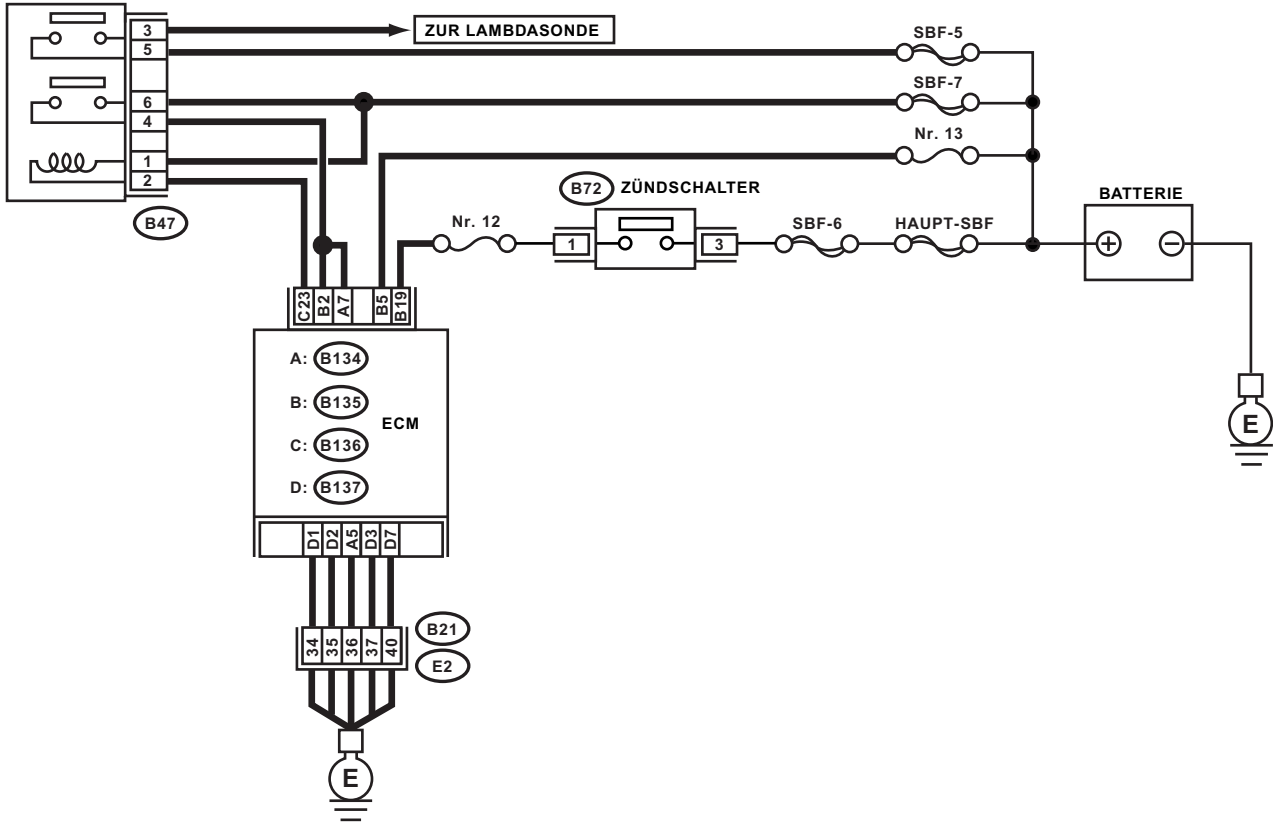 3
ZUR LAMBDASONDE
SBF-5
5
SBF-7
6
4
Nr. 13
1
2
B47
B72 ZÜNDSCHALTER
BATTERIE
Nr. 12
1
3
SBF-6
HAUPT-SBF
+
−
C23 B2 A7 B5 B19
A: B134
B: B135
ECM
C: B136
D: B137
E
D1 D2 A5 D3 D7
34 35 36 37 40
B21
E2
E